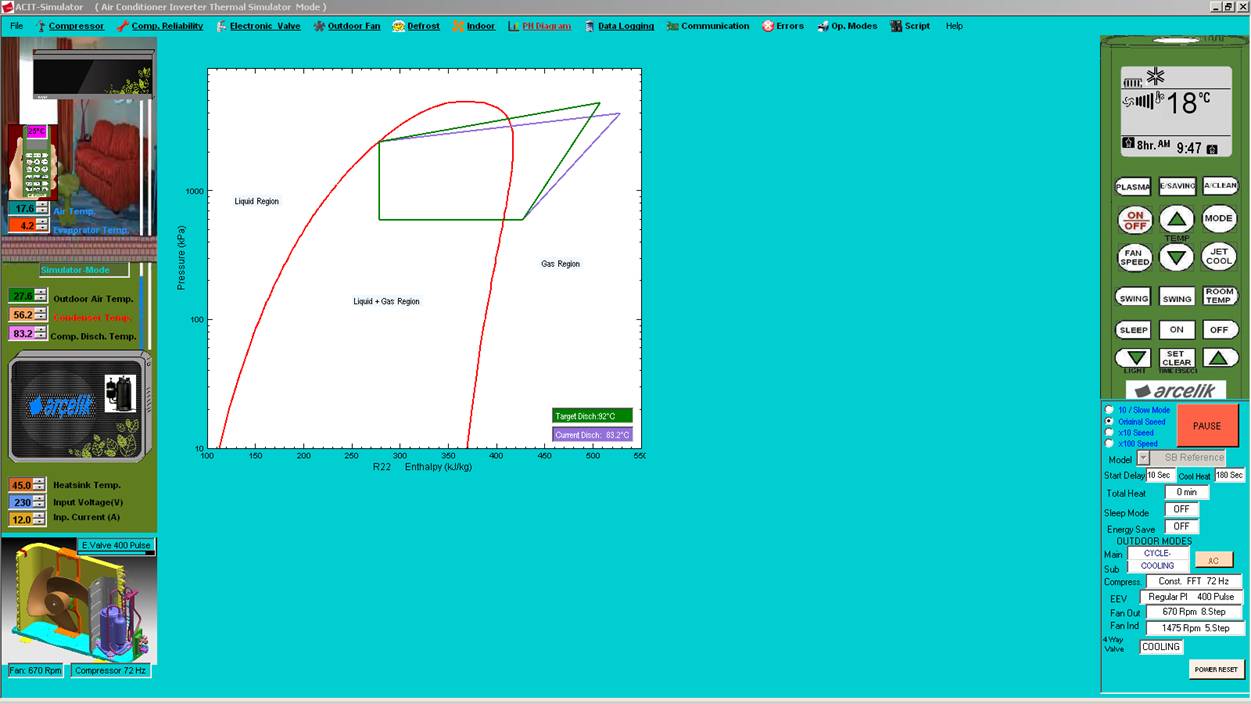 ACIT-Simulator ( Air Conditioner Inverter Thermal Simulator Mode )
File Compressor Comp. Reliability Electronic Valve Outdoor Fan Defrost Indoor PH Diagram Data Logging Communication Errors Op. Modes Script Help
25°C
17.6 Air Temp.
4.2 Evaporator Temp.
Simulator-Mode
27.6 Outdoor Air Temp.
56.2 Condenser Temp.
83.2 Comp. Disch. Temp.
arcelik
45.0 Heatsink Temp.
230 Input Voltage(V)
12.0 Inp. Current (A)
E.Valve 400 Pulse
Fan: 670 Rpm Compressor 72 Hz
Pressure (kPa)
1000
100
10
Liquid Region
Gas Region
Liquid + Gas Region
Target Disch:92°C
Current Disch: 83.2°C
100 150 200 250 300 350 400 450 500 55
R22 Enthalpy (kJ/kg)
18°C
8hr. AM 9:47
PLASMA E/SAVING A/CLEAN
ON OFF MODE
TEMP
FAN SPEED JET COOL
SWING SWING ROOM TEMP
SLEEP ON OFF
SET CLEAR
LIGHT TIME(3SEC)
arcelik
10 / Slow Mode
Original Speed
x10 Speed
x100 Speed
PAUSE
Model SB Reference
Start Delay 10 Sec Cool Heat 180 Sec
Total Heat 0 min
Sleep Mode OFF
Energy Save OFF
OUTDOOR MODES
Main CYCLE-
Sub COOLING
AC
Compress. Const. FFT 72 Hz
EEV Regular PI 400 Pulse
Fan Out 670 Rpm 8.Step
Fan Ind 1475 Rpm 5.Step
4 Way Valve COOLING
POWER RESET